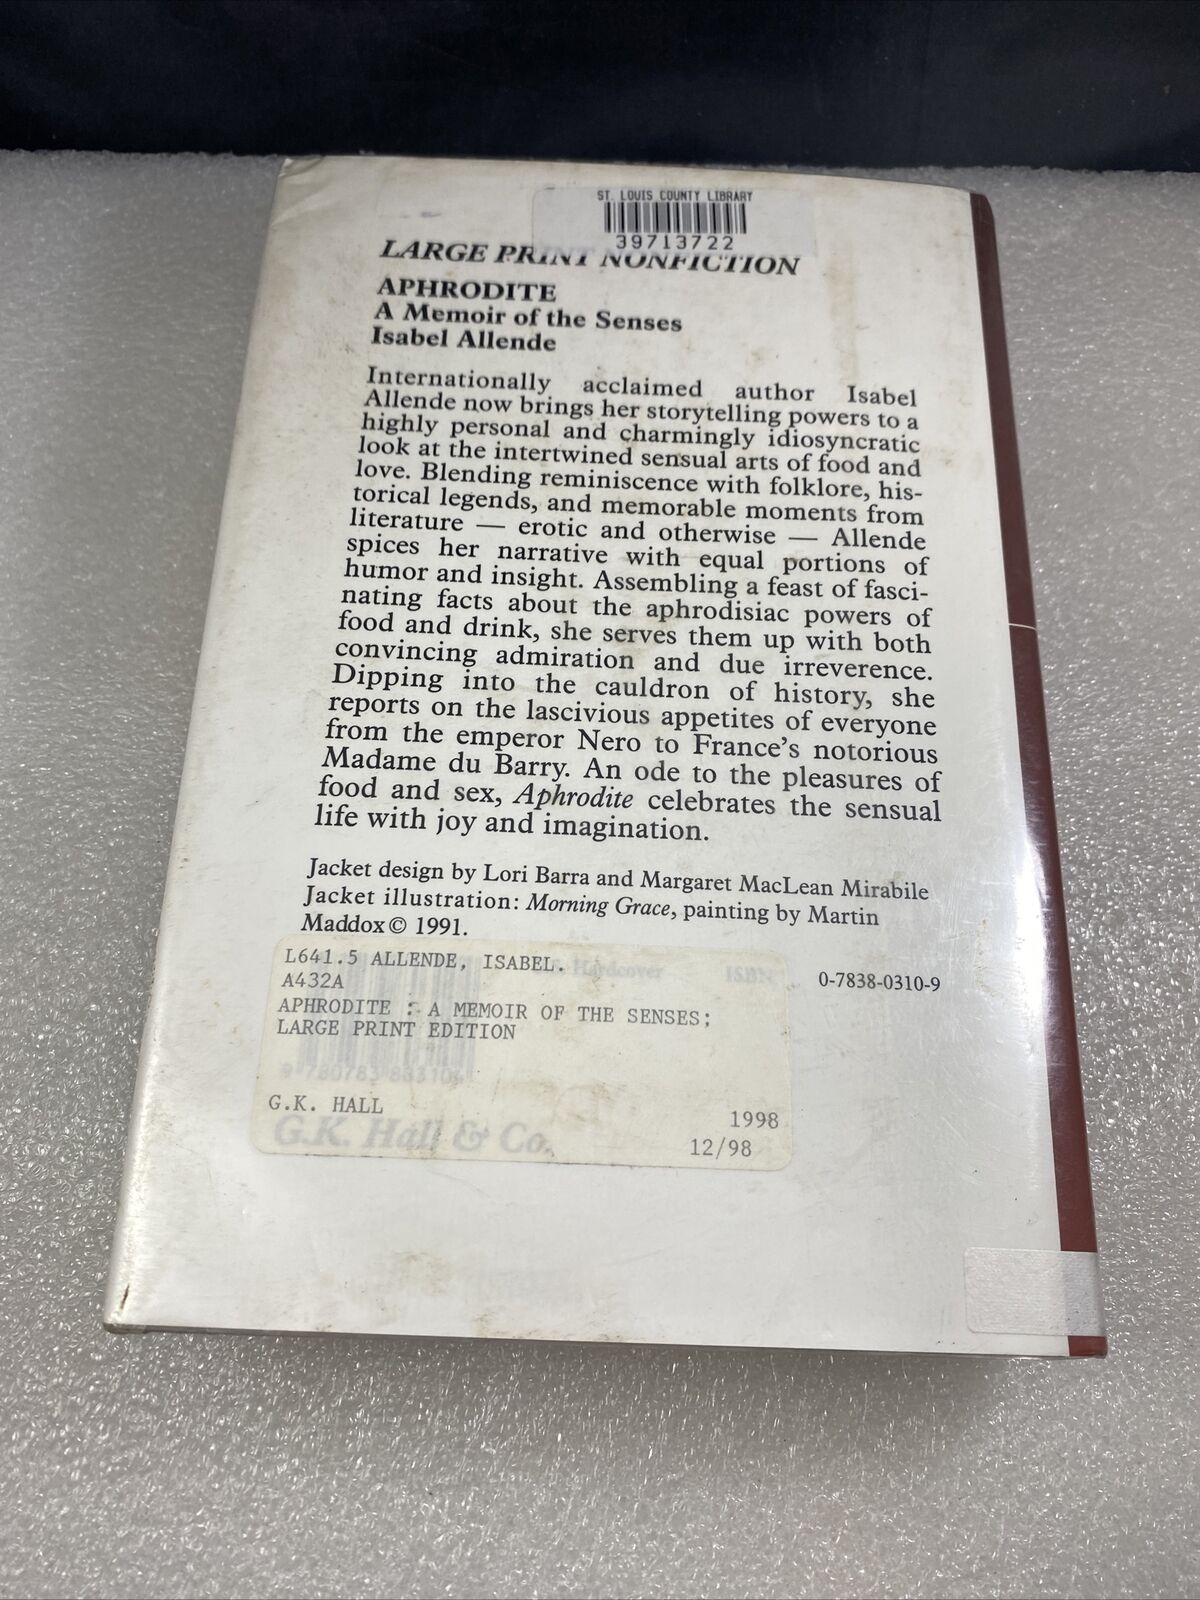 ST. LOUIS COUNTY LIBRARY
39713722
LARGE PRINT NONFICTION
APHRODITE
A Memoir of the Senses
Isabel Allende
Internationally acclaimed author Isabel
Allende now brings her storytelling powers to a
highly personal and charmingly idiosyncratic
look at the intertwined sensual arts of food and
love. Blending reminiscence with folklore, his-
torical legends, and memorable moments from
literature — erotic and otherwise — Allende
spices her narrative with equal portions of
humor and insight. Assembling a feast of fasci-
nating facts about the aphrodisiac powers of
food and drink, she serves them up with both
convincing admiration and due irreverence.
Dipping into the cauldron of history, she
reports on the lascivious appetites of everyone
from the emperor Nero to France's notorious
Madame du Barry. An ode to the pleasures of
food and sex, Aphrodite celebrates the sensual
life with joy and imagination.
Jacket design by Lori Barra and Margaret MacLean Mirabile
Jacket illustration: Morning Grace, painting by Martin
Maddox © 1991.
L641.5 ALLENDE, ISABEL.
Hardcover ISBN 0-7838-0310-9
A432A
APHRODITE : A MEMOIR OF THE SENSES;
LARGE PRINT EDITION
G.K. HALL 1998
G.K. Hall & Co.
12/98